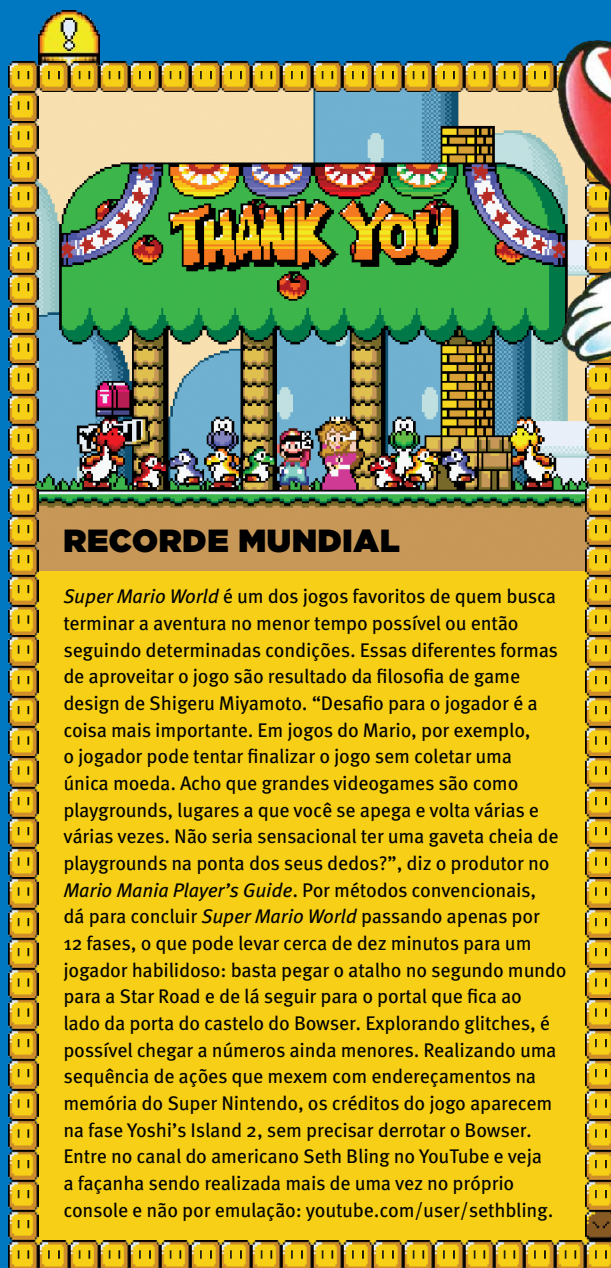 THANK YOU
RECORDE MUNDIAL
Super Mario World é um dos jogos favoritos de quem busca
terminar a aventura no menor tempo possível ou então
seguindo determinadas condições. Essas diferentes formas
de aproveitar o jogo são resultado da filosofia de game
design de Shigeru Miyamoto. “Desafio para o jogador é a
coisa mais importante. Em jogos do Mario, por exemplo,
o jogador pode tentar finalizar o jogo sem coletar uma
única moeda. Acho que grandes videogames são como
playgrounds, lugares a que você se apega e volta várias e
várias vezes. Não seria sensacional ter uma gaveta cheia de
playgrounds na ponta dos seus dedos?”, diz o produtor no
Mario Mania Player’s Guide. Por métodos convencionais,
dá para concluir Super Mario World passando apenas por
12 fases, o que pode levar cerca de dez minutos para um
jogador habilidoso: basta pegar o atalho no segundo mundo
para a Star Road e de lá seguir para o portal que fica ao
lado da porta do castelo do Bowser. Explorando glitches, é
possível chegar a números ainda menores. Realizando uma
sequência de ações que mexem com endereçamentos na
memória do Super Nintendo, os créditos do jogo aparecem
na fase Yoshi’s Island 2, sem precisar derrotar o Bowser.
Entre no canal do americano Seth Bling no YouTube e veja
a façanha sendo realizada mais de uma vez no próprio
console e não por emulação: youtube.com/user/sethbling.